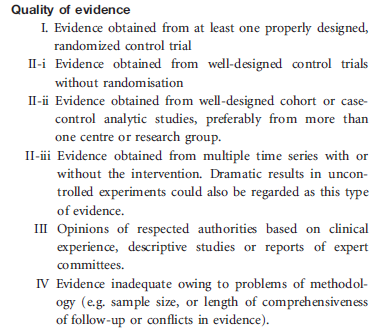 Quality of evidence
I. Evidence obtained from at least one properly designed,
randomized control trial
II-i Evidence obtained from well-designed control trials
without randomisation
II-ii Evidence obtained from well-designed cohort or case-
control analytic studies, preferably from more than
one centre or research group.
II-iii Evidence obtained from multiple time series with or
without the intervention. Dramatic results in uncon-
trolled experiments could also be regarded as this type
of evidence.
III Opinions of respected authorities based on clinical
experience, descriptive studies or reports of expert
committees.
IV Evidence inadequate owing to problems of methodol-
ogy (e.g. sample size, or length of comprehensiveness
of follow-up or conflicts in evidence).